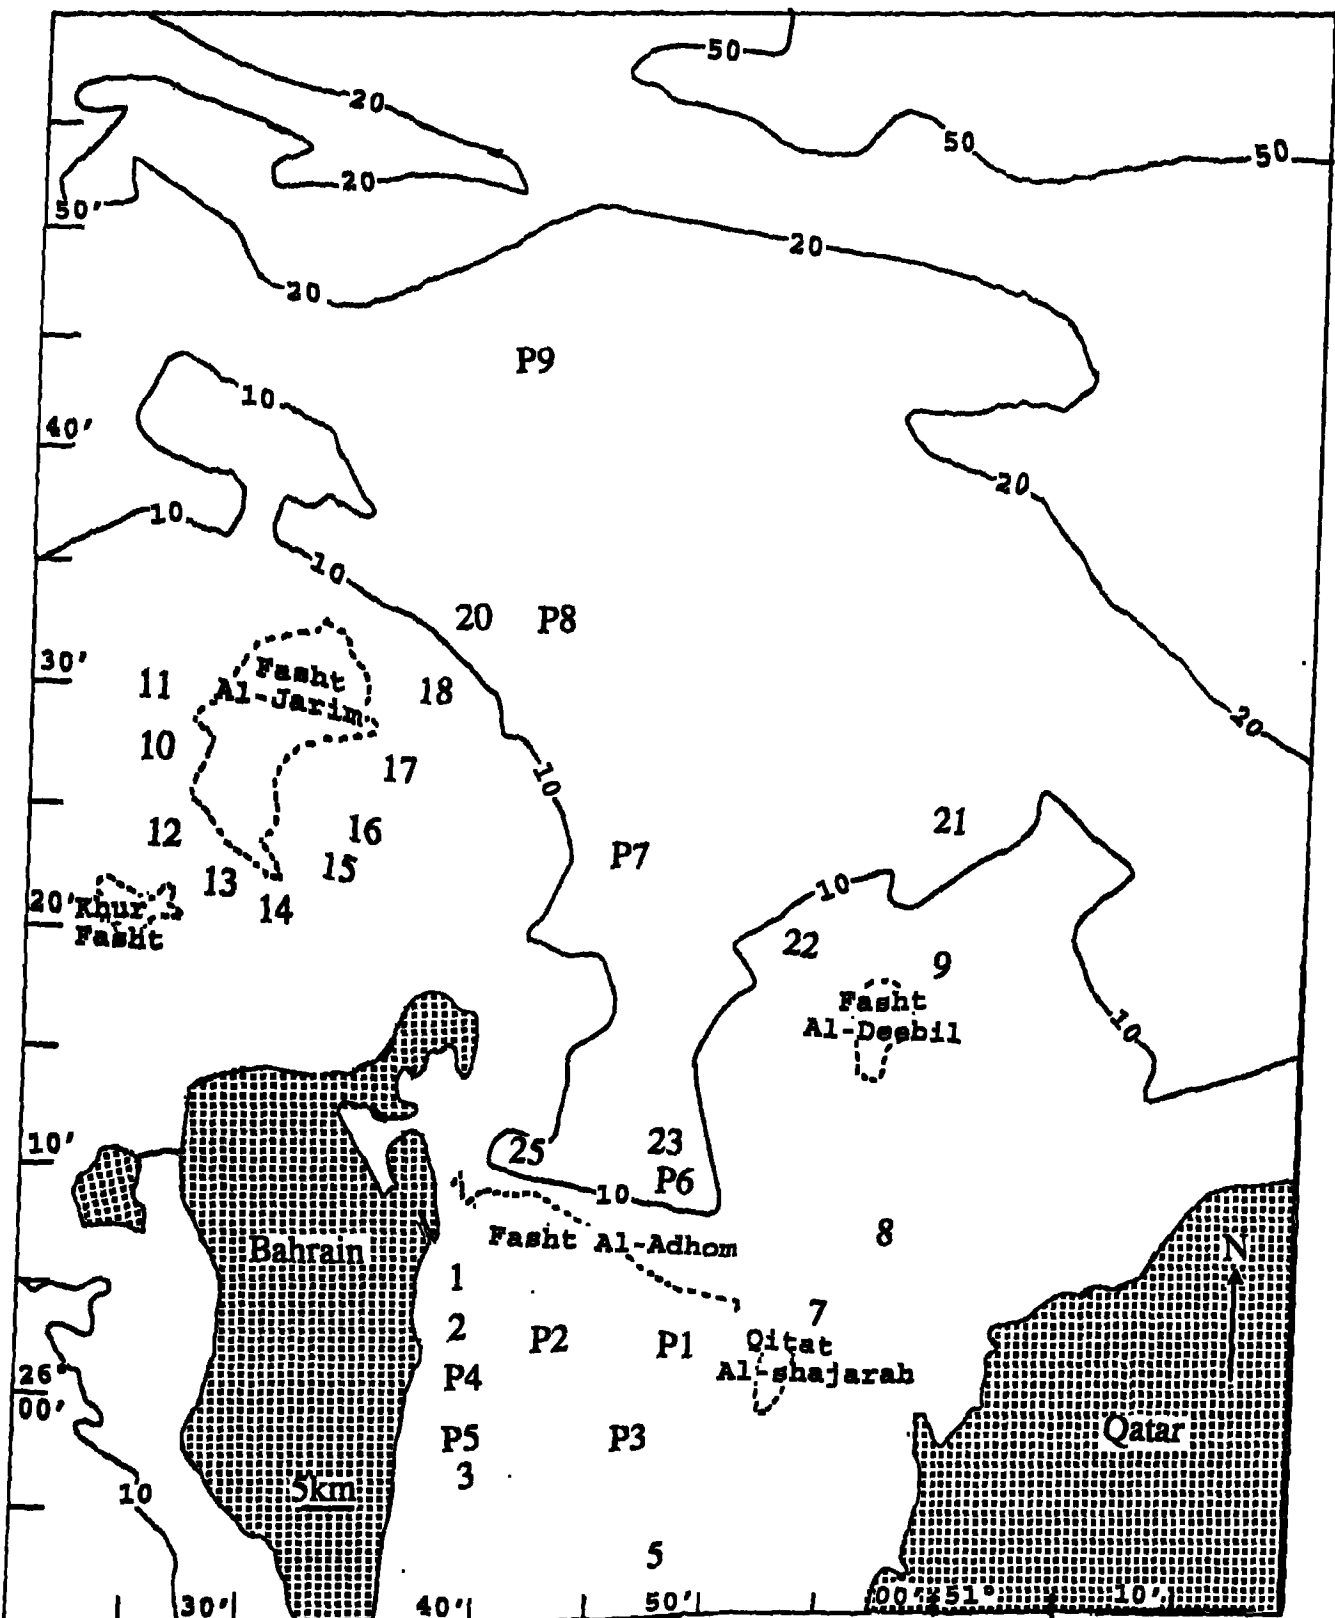 50
20
50
50
20
50'
20
20
P9
10
40'
20
10
10
20 P8
30'
Fasht
Al-Jarim
11
18
20
10
17
10
12
16
21
13
15
P7
14
10
20'
Khur
Fasht
22
9
Fasht
Al-Deebil
10
10'
25
23
P6
10
Fasht Al-Adhom
8
N
Bahrain
1
7
2
P2
P1
Qitat
Al-shajarah
26°
00'
P4
P5
P3
Qatar
3
5km
10
5
30'
40'
50'
00' 51°
10'